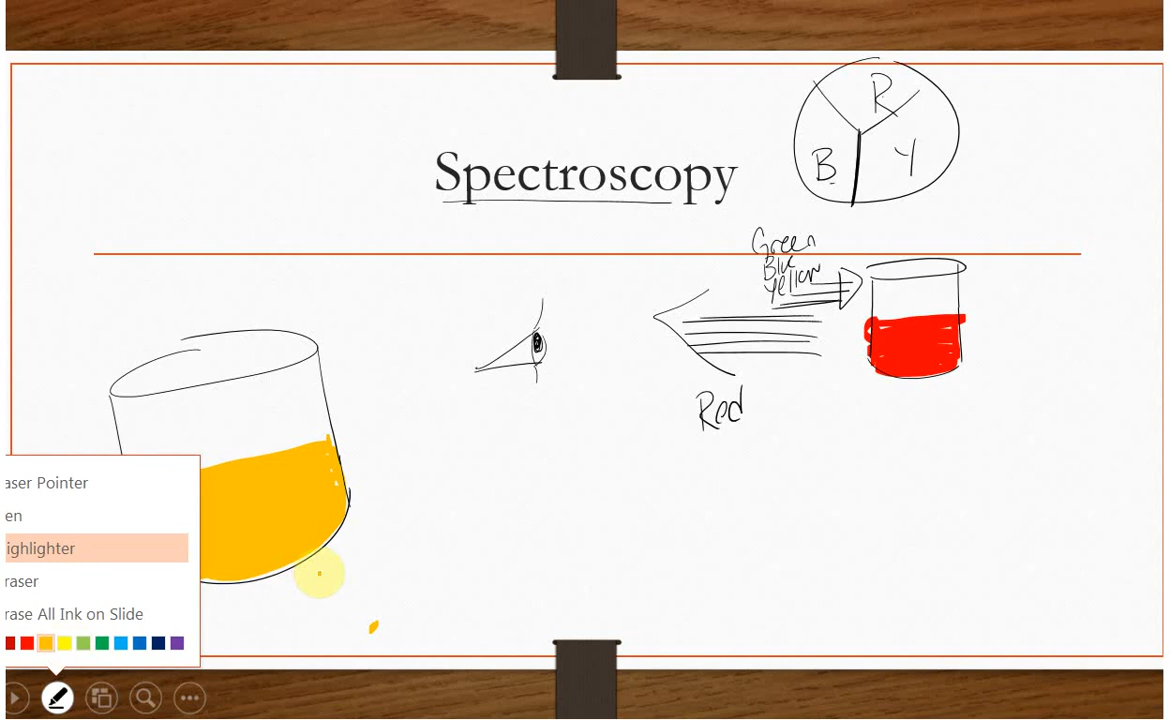 R
B Y
Spectroscopy
Green
Blue
Yellow
Red
aser Pointer
en
ighlighter
raser
rase All Ink on Slide